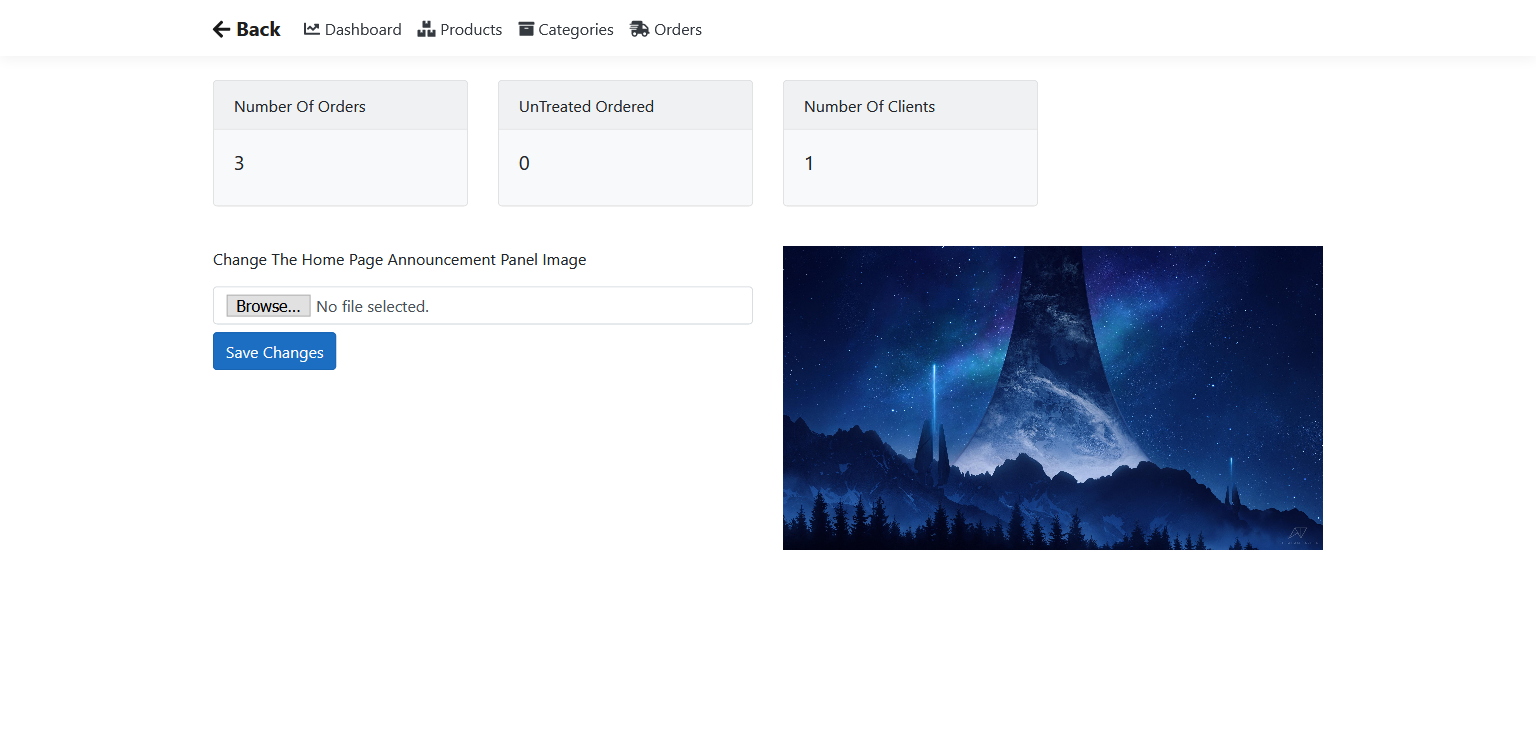 Back Dashboard Products Categories Orders
Number Of Orders
3
UnTreated Ordered
0
Number Of Clients
1
Change The Home Page Announcement Panel Image
Browse... No file selected.
Save Changes